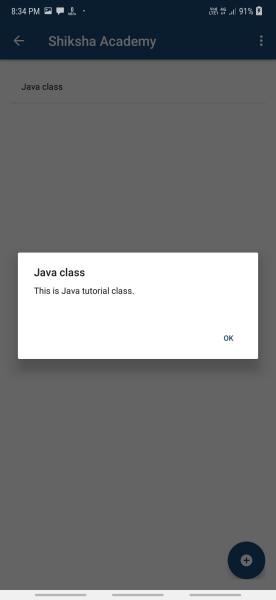 8:34 PM 91%
Shiksha Academy
Java class
Java class
This is Java tutorial class.
OK